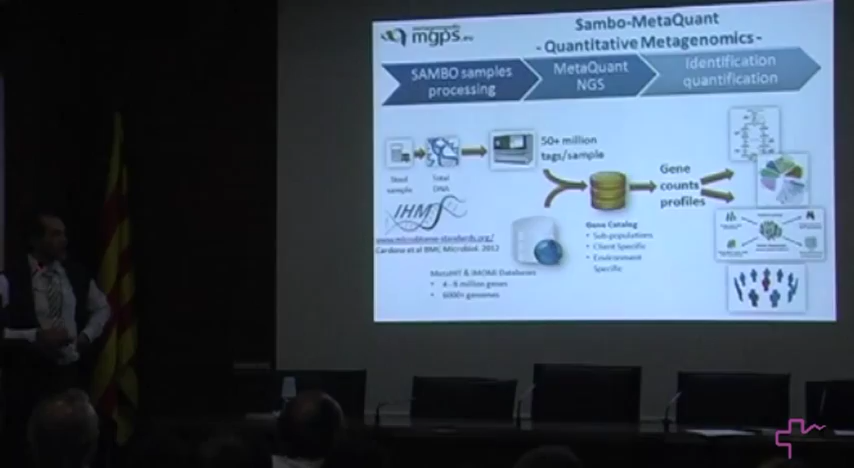 mgps.eu
Sambo-MetaQuant
- Quantitative Metagenomics -
SAMBO samples
processing
MetaQuant
NGS
Identification
quantification
50+ million
tags/sample
Stool
sample
Total
DNA
Gene
counts
profiles
IHMS
www.microbiome-standards.org/
Cardona et al BMC Microbiol. 2012
Gene Catalog
• Sub-populations
• Client Specific
• Environment
Specific
MetaHIT & IMOMi Databases
• 4 - 8 million genes
• 6000+ genomes